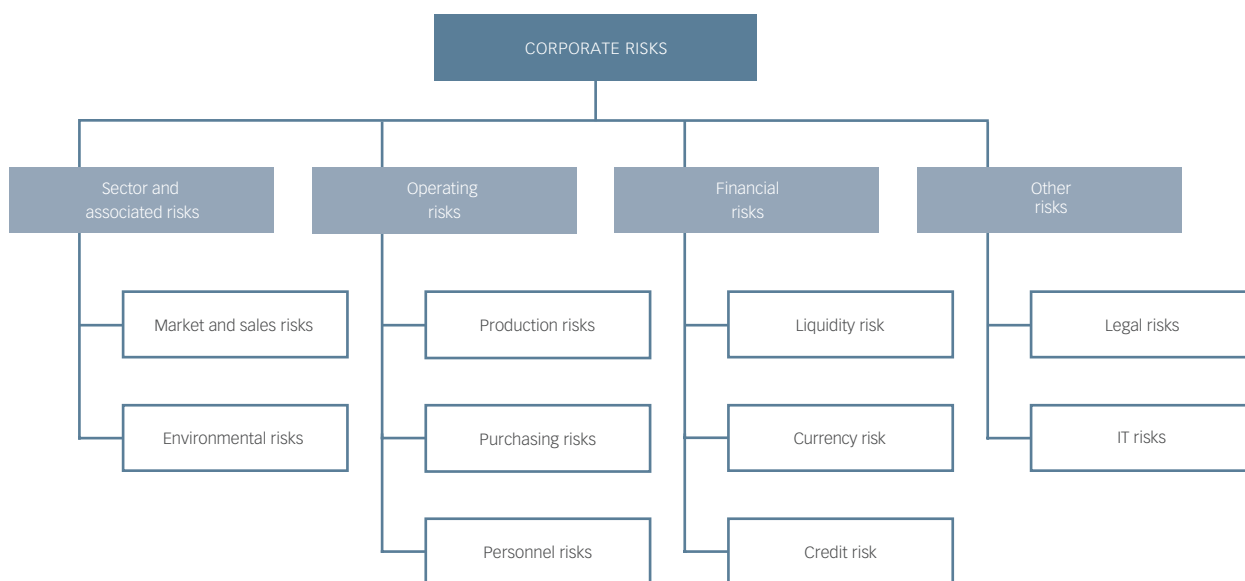 CORPORATE RISKS
Sector and
associated risks
Operating
risks
Financial
risks
Other
risks
Market and sales risks
Production risks
Liquidity risk
Legal risks
Environmental risks
Purchasing risks
Currency risk
IT risks
Personnel risks
Credit risk